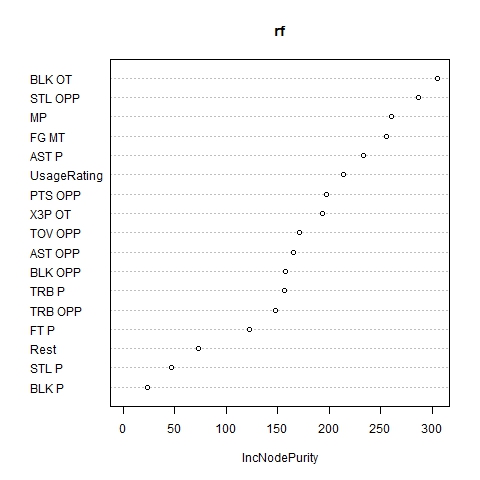 rf
BLK OT
STL OPP
MP
FG MT
AST P
UsageRating
PTS OPP
X3P OT
TOV OPP
AST OPP
BLK OPP
TRB P
TRB OPP
FT P
Rest
STL P
BLK P
0 50 100 150 200 250 300
IncNodePurity